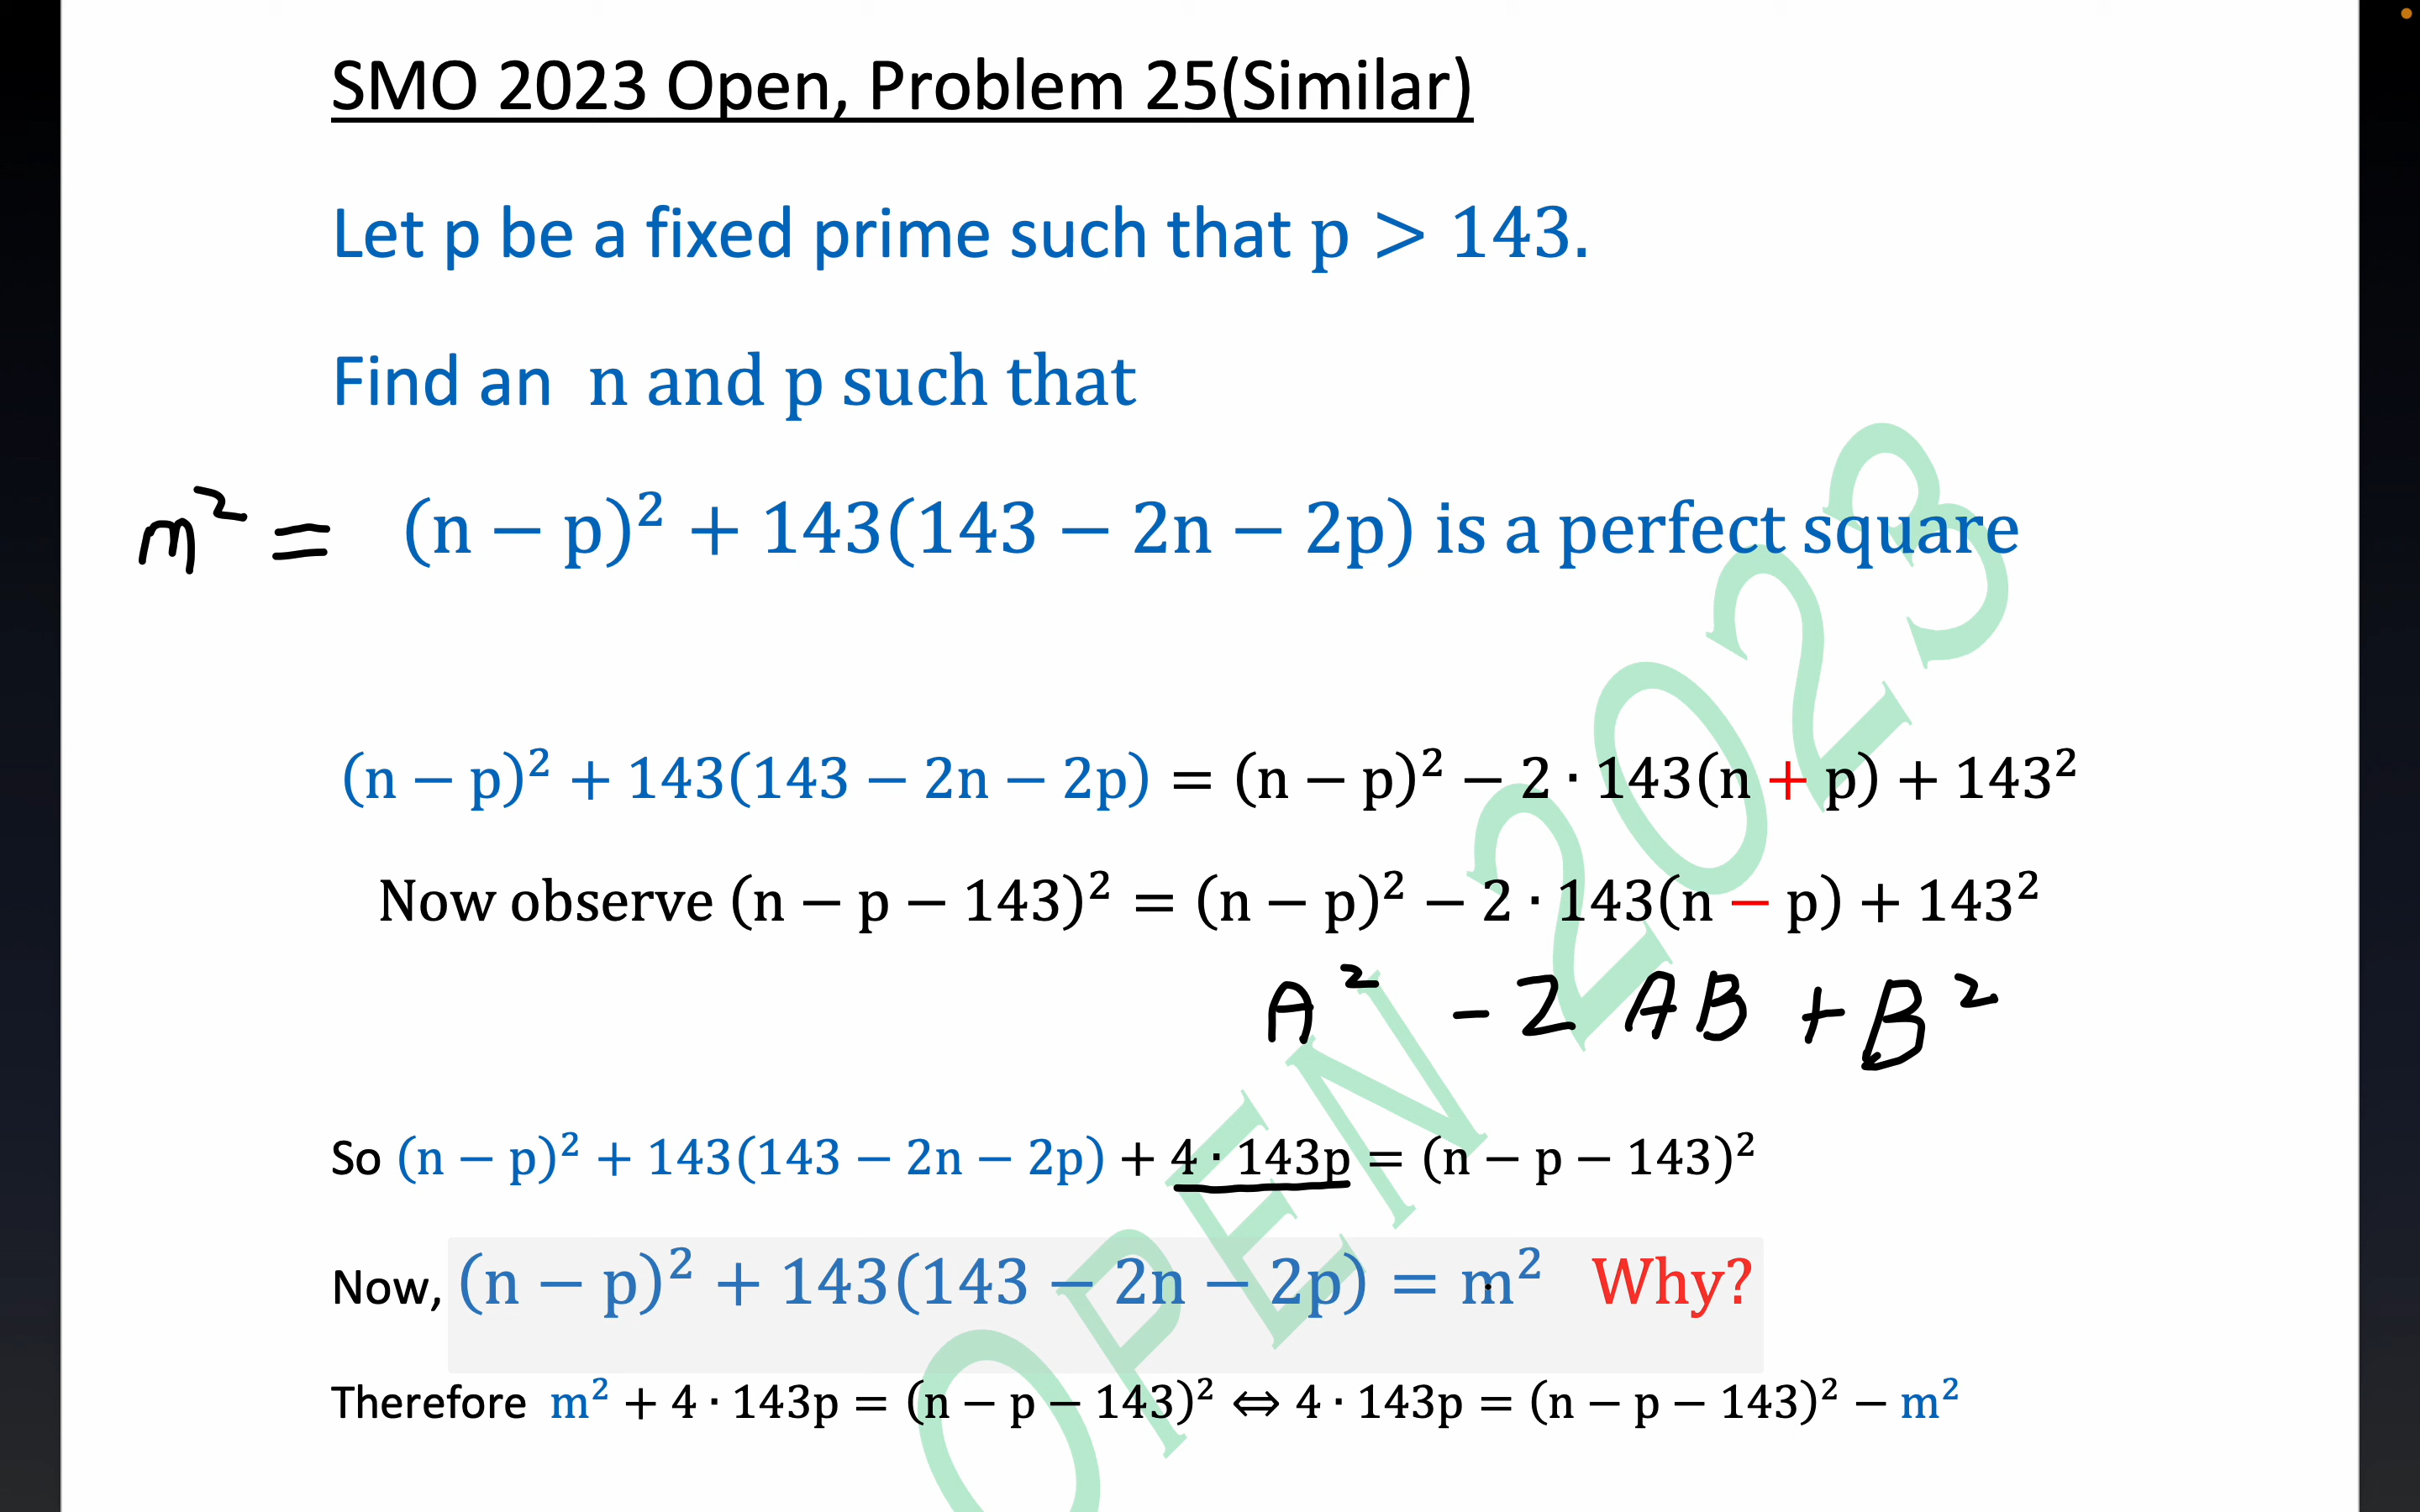 SMO 2023 Open, Problem 25(Similar)
Let p be a fixed prime such that p > 143.
Find an n and p such that
m² = (n − p)² + 143(143 − 2n − 2p) is a perfect square
(n − p)² + 143(143 − 2n − 2p) = (n − p)² − 2 · 143(n + p) + 143²
Now observe (n − p − 143)² = (n − p)² − 2 · 143(n − p) + 143²
A² - 2 AB + B²
So (n − p)² + 143(143 − 2n − 2p) + 4 · 143p = (n − p − 143)²
Now, (n − p)² + 143(143 − 2n − 2p) = m² Why?
Therefore m² + 4 · 143p = (n − p − 143)² ⇔ 4 · 143p = (n − p − 143)² − m²
OPEN 2023